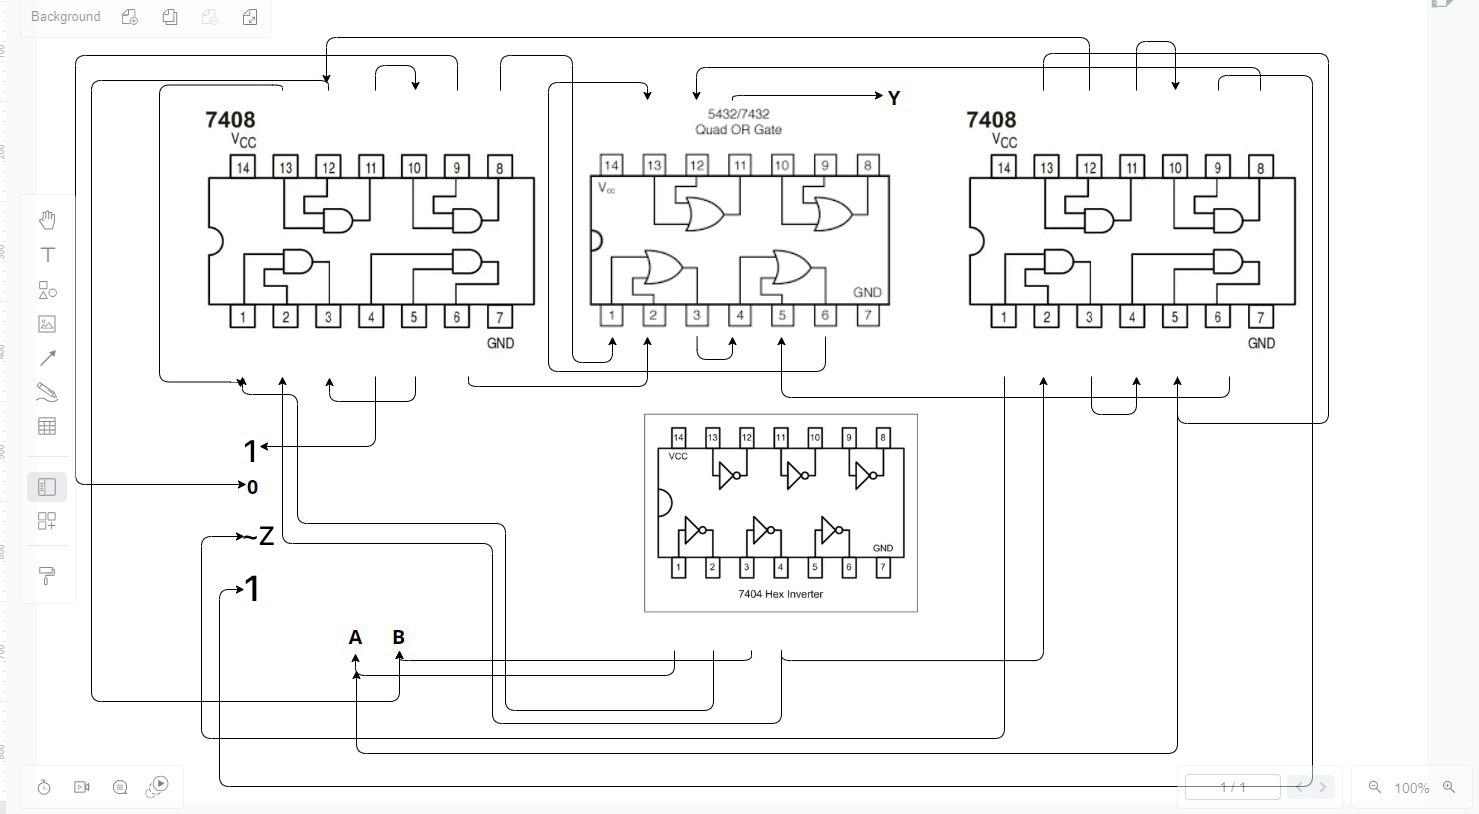 Background
7408
VCC
14 13 12 11 10 9 8
1 2 3 4 5 6 7
GND
5432/7432
Quad OR Gate
14 13 12 11 10 9 8
Vcc
GND
1 2 3 4 5 6 7
Y
7408
VCC
14 13 12 11 10 9 8
1 2 3 4 5 6 7
GND
1
0
~Z
1
A B
14 13 12 11 10 9 8
VCC
GND
1 2 3 4 5 6 7
7404 Hex Inverter
1 / 1
100%